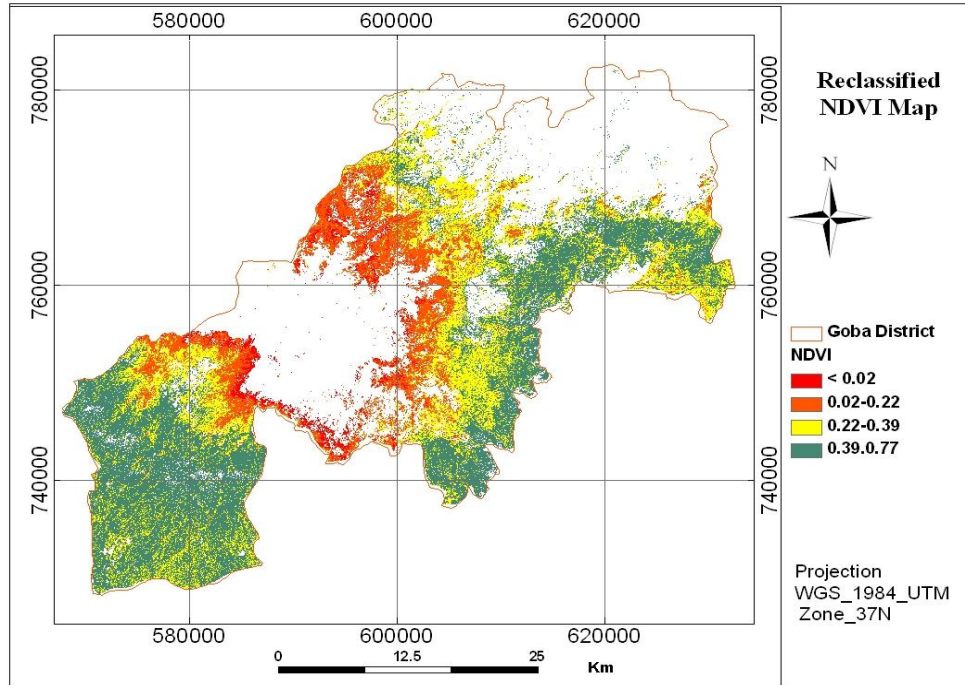 580000 600000 620000
780000 780000
760000 760000
740000 740000
580000 600000 620000
0 12.5 25
Km
Reclassified
NDVI Map
N
Goba District
NDVI
< 0.02
0.02-0.22
0.22-0.39
0.39.0.77
Projection
WGS_1984_UTM
Zone_37N